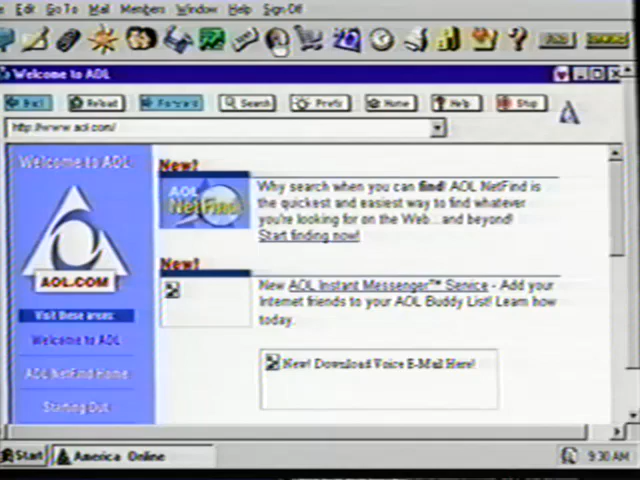 Edit Go To Mail Members Window Help Sign Off
Find
Welcome to AOL
Back Reload Forward Search Prefs Home Help Stop
http://www.aol.com/
Welcome to AOL
AOL.COM
Visit these areas:
Welcome to AOL
AOL NetFind Home
Starting Out
New!
AOL NetFind
Why search when you can find! AOL NetFind is
the quickest and easiest way to find whatever
you're looking for on the Web...and beyond!
Start finding now!
New!
New AOL Instant Messenger™ Service - Add your
Internet friends to your AOL Buddy List! Learn how
today.
New! Download Voice E-Mail Here!
Start America Online 9:30 AM